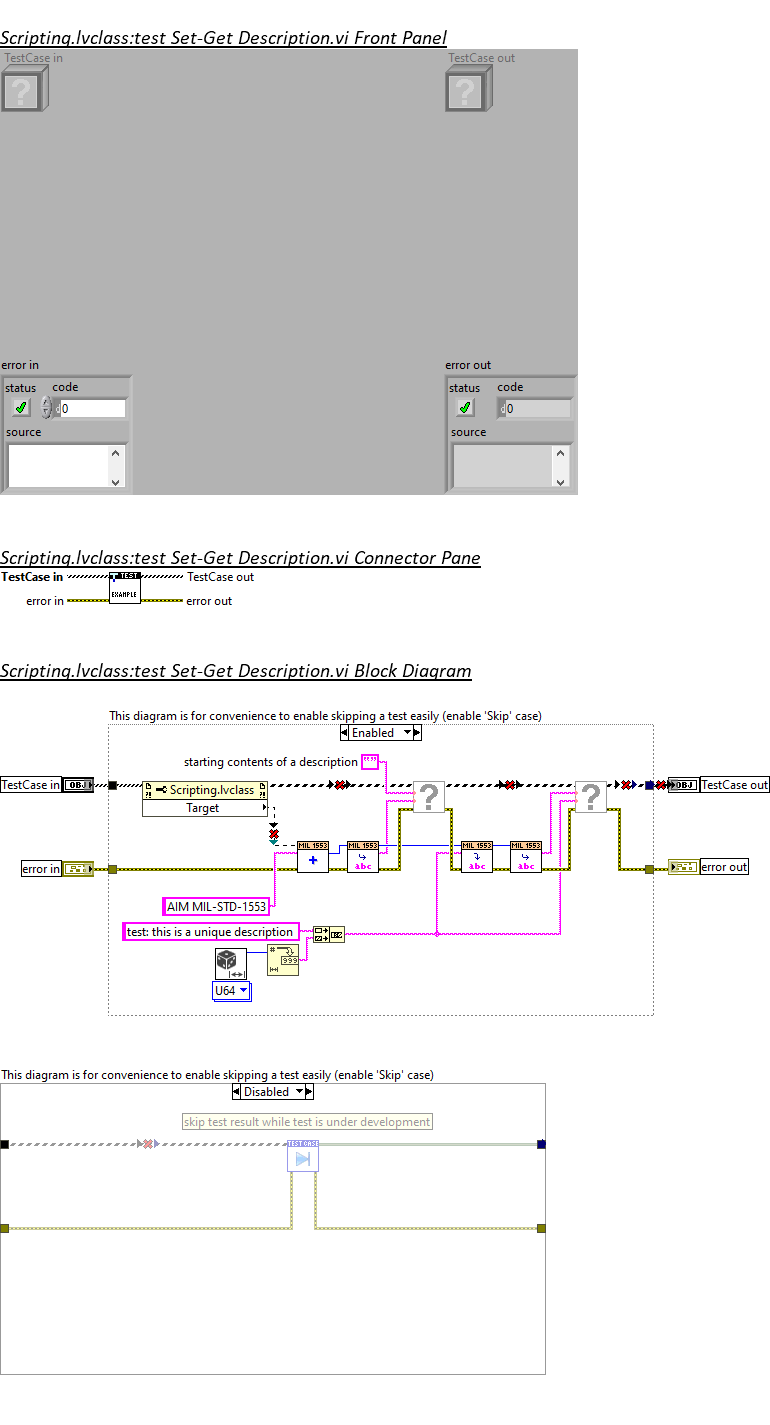 Scripting.lvclass:test Set-Get Description.vi Front Panel
TestCase in
TestCase out
?
?
error in
error out
status
code
status
code
d
0
d
0
source
source
Scripting.lvclass:test Set-Get Description.vi Connector Pane
TestCase in
TEST
TestCase out
error in
EXAMPLE
error out
Scripting.lvclass:test Set-Get Description.vi Block Diagram
This diagram is for convenience to enable skipping a test easily (enable 'Skip' case)
Enabled
starting contents of a description
""
TestCase in
OBJ
Scripting.lvclass
Target
?
?
OBJ
TestCase out
MIL 1553
+
MIL 1553
abc
MIL 1553
abc
MIL 1553
abc
error in
error out
AIM MIL-STD-1553
test: this is a unique description
#
999
U64
This diagram is for convenience to enable skipping a test easily (enable 'Skip' case)
Disabled
skip test result while test is under development
TEST CASE